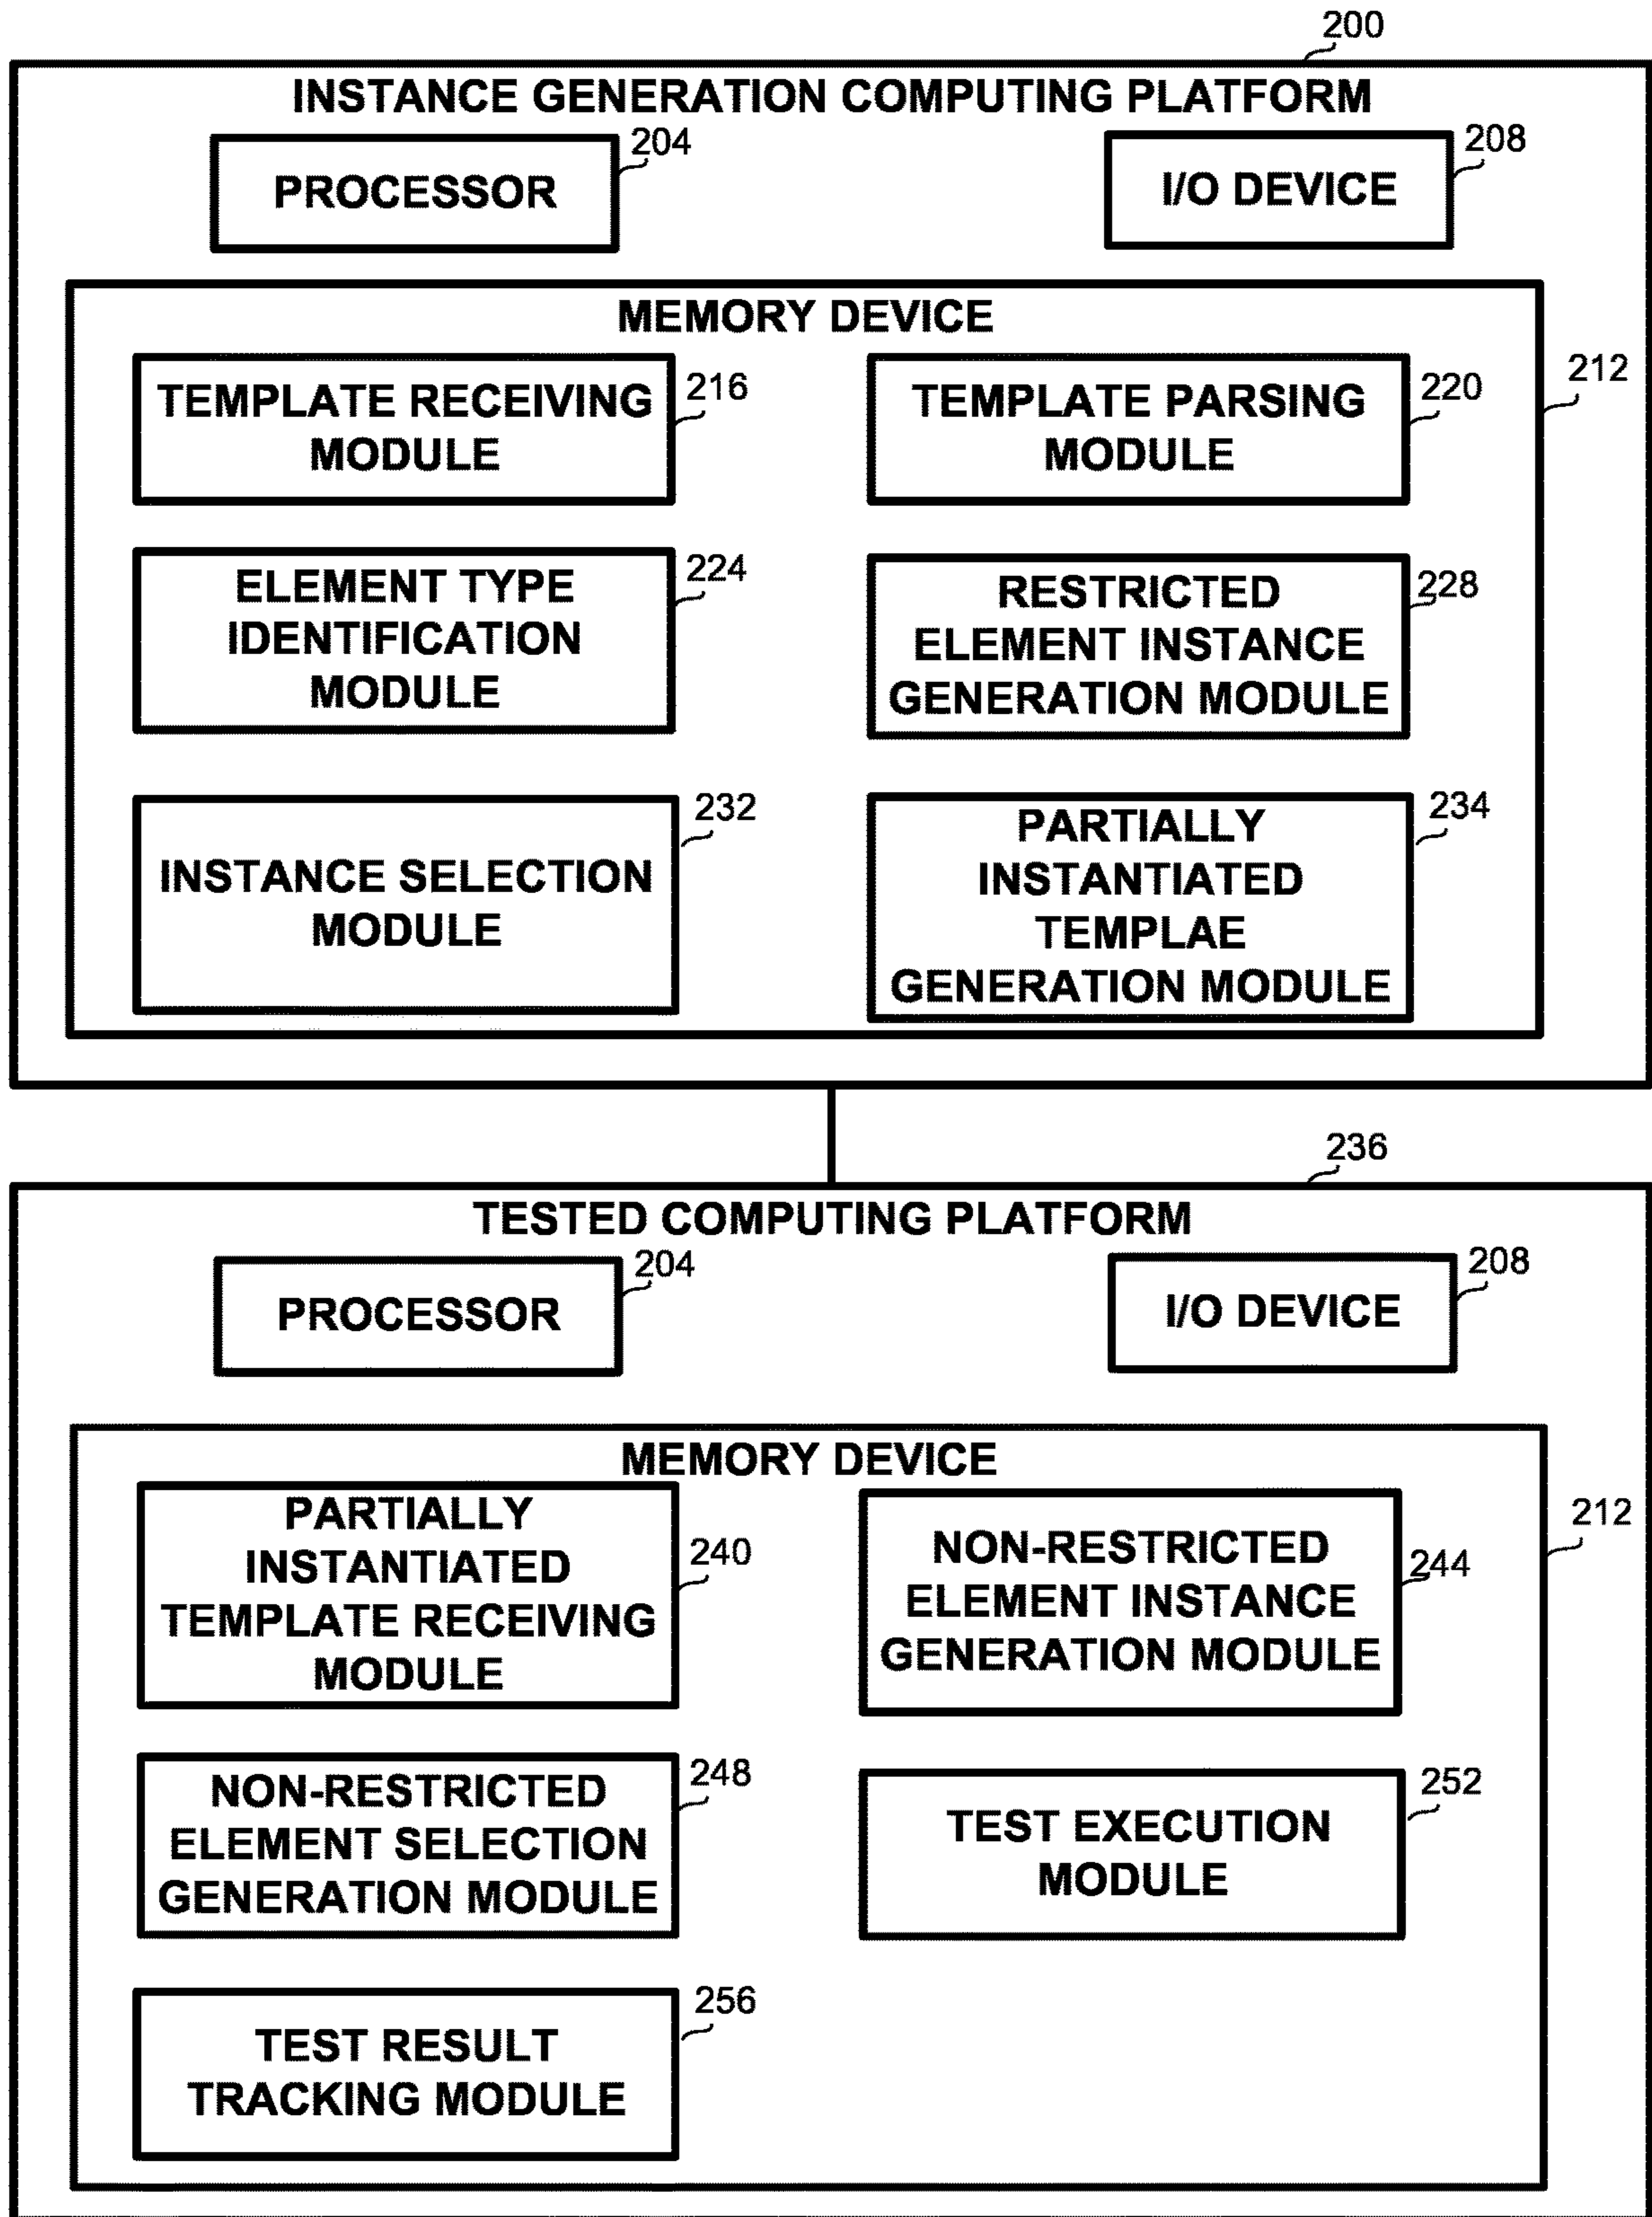 200
INSTANCE GENERATION COMPUTING PLATFORM
204
PROCESSOR
208
I/O DEVICE
MEMORY DEVICE
212
TEMPLATE RECEIVING
MODULE
216
TEMPLATE PARSING
MODULE
220
ELEMENT TYPE
IDENTIFICATION
MODULE
224
RESTRICTED
ELEMENT INSTANCE
GENERATION MODULE
228
INSTANCE SELECTION
MODULE
232
PARTIALLY
INSTANTIATED
TEMPLAE
GENERATION MODULE
234
236
TESTED COMPUTING PLATFORM
204
PROCESSOR
208
I/O DEVICE
MEMORY DEVICE
212
PARTIALLY
INSTANTIATED
TEMPLATE RECEIVING
MODULE
240
NON-RESTRICTED
ELEMENT INSTANCE
GENERATION MODULE
244
NON-RESTRICTED
ELEMENT SELECTION
GENERATION MODULE
248
TEST EXECUTION
MODULE
252
TEST RESULT
TRACKING MODULE
256